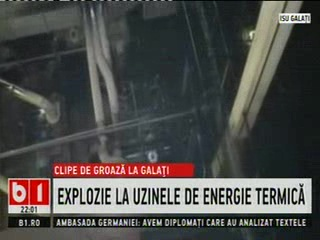 ISU GALAȚI
CLIPE DE GROAZĂ LA GALAȚI
b1
EXPLOZIE LA UZINELE DE ENERGIE TERMICĂ
22:01
B1.RO
AMBASADA GERMANIEI: AVEM DIPLOMAȚI CARE AU ANALIZAT TEXTELE